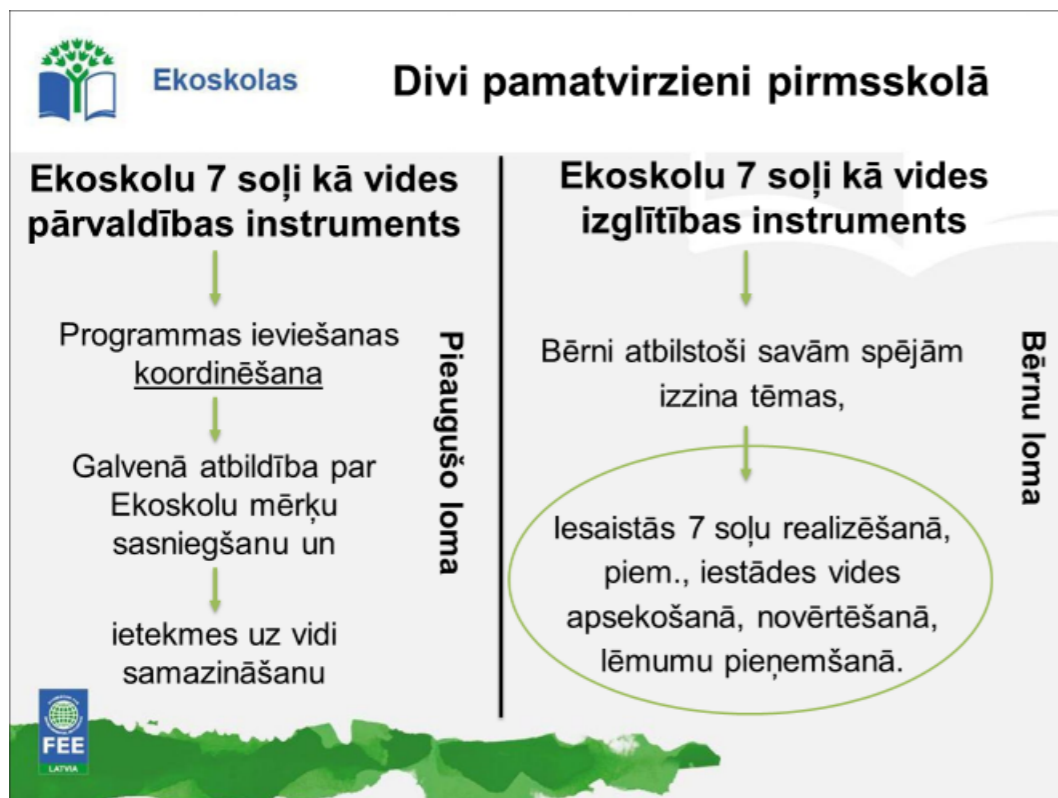 Ekoskolas
Divi pamatvirzieni pirmsskolā
Ekoskolu 7 soļi kā vides
pārvaldības instruments
Programmas ieviešanas
koordinēšana
Galvenā atbildība par
Ekoskolu mērķu
sasniegšanu un
ietekmes uz vidi
samazināšanu
Pieaugušo loma
Ekoskolu 7 soļi kā vides
izglītības instruments
Bērni atbilstoši savām spējām
izzina tēmas,
Iesaistās 7 soļu realizēšanā,
piem., iestādes vides
apsekošanā, novērtēšanā,
lēmumu pieņemšanā.
Bērnu loma
FEE
LATVIA